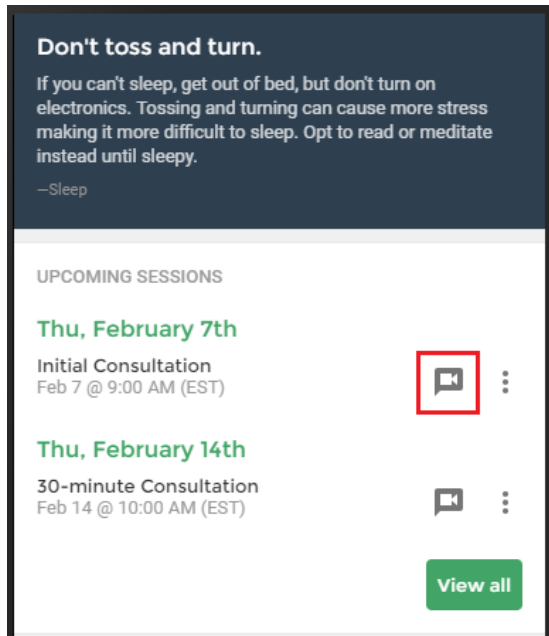 Don't toss and turn.
If you can't sleep, get out of bed, but don't turn on
electronics. Tossing and turning can cause more stress
making it more difficult to sleep. Opt to read or meditate
instead until sleepy.
—Sleep
UPCOMING SESSIONS
Thu, February 7th
Initial Consultation
Feb 7 @ 9:00 AM (EST)
Thu, February 14th
30-minute Consultation
Feb 14 @ 10:00 AM (EST)
View all